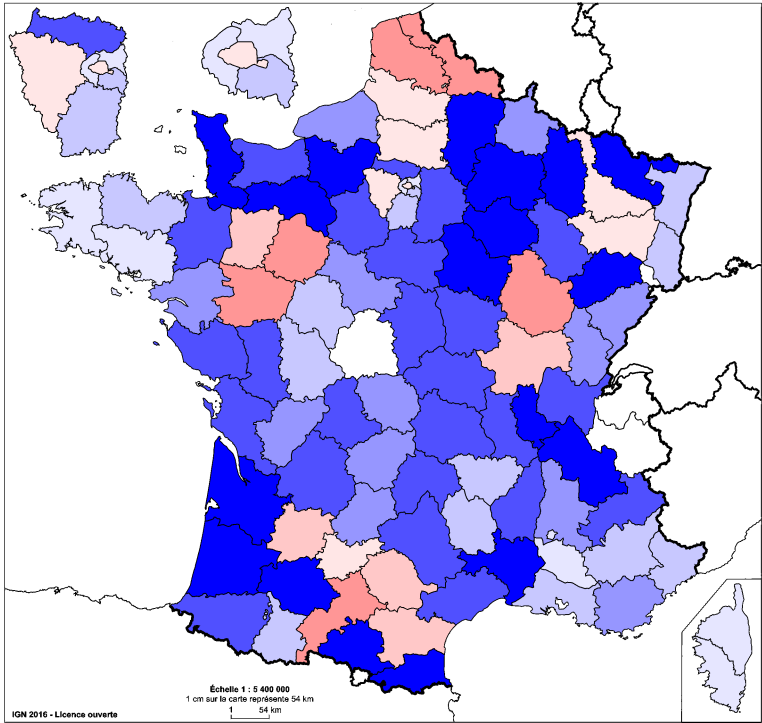 Échelle 1 : 5 400 000
1 cm sur la carte représente 54 km
1 54 km
IGN 2016 - Licence ouverte